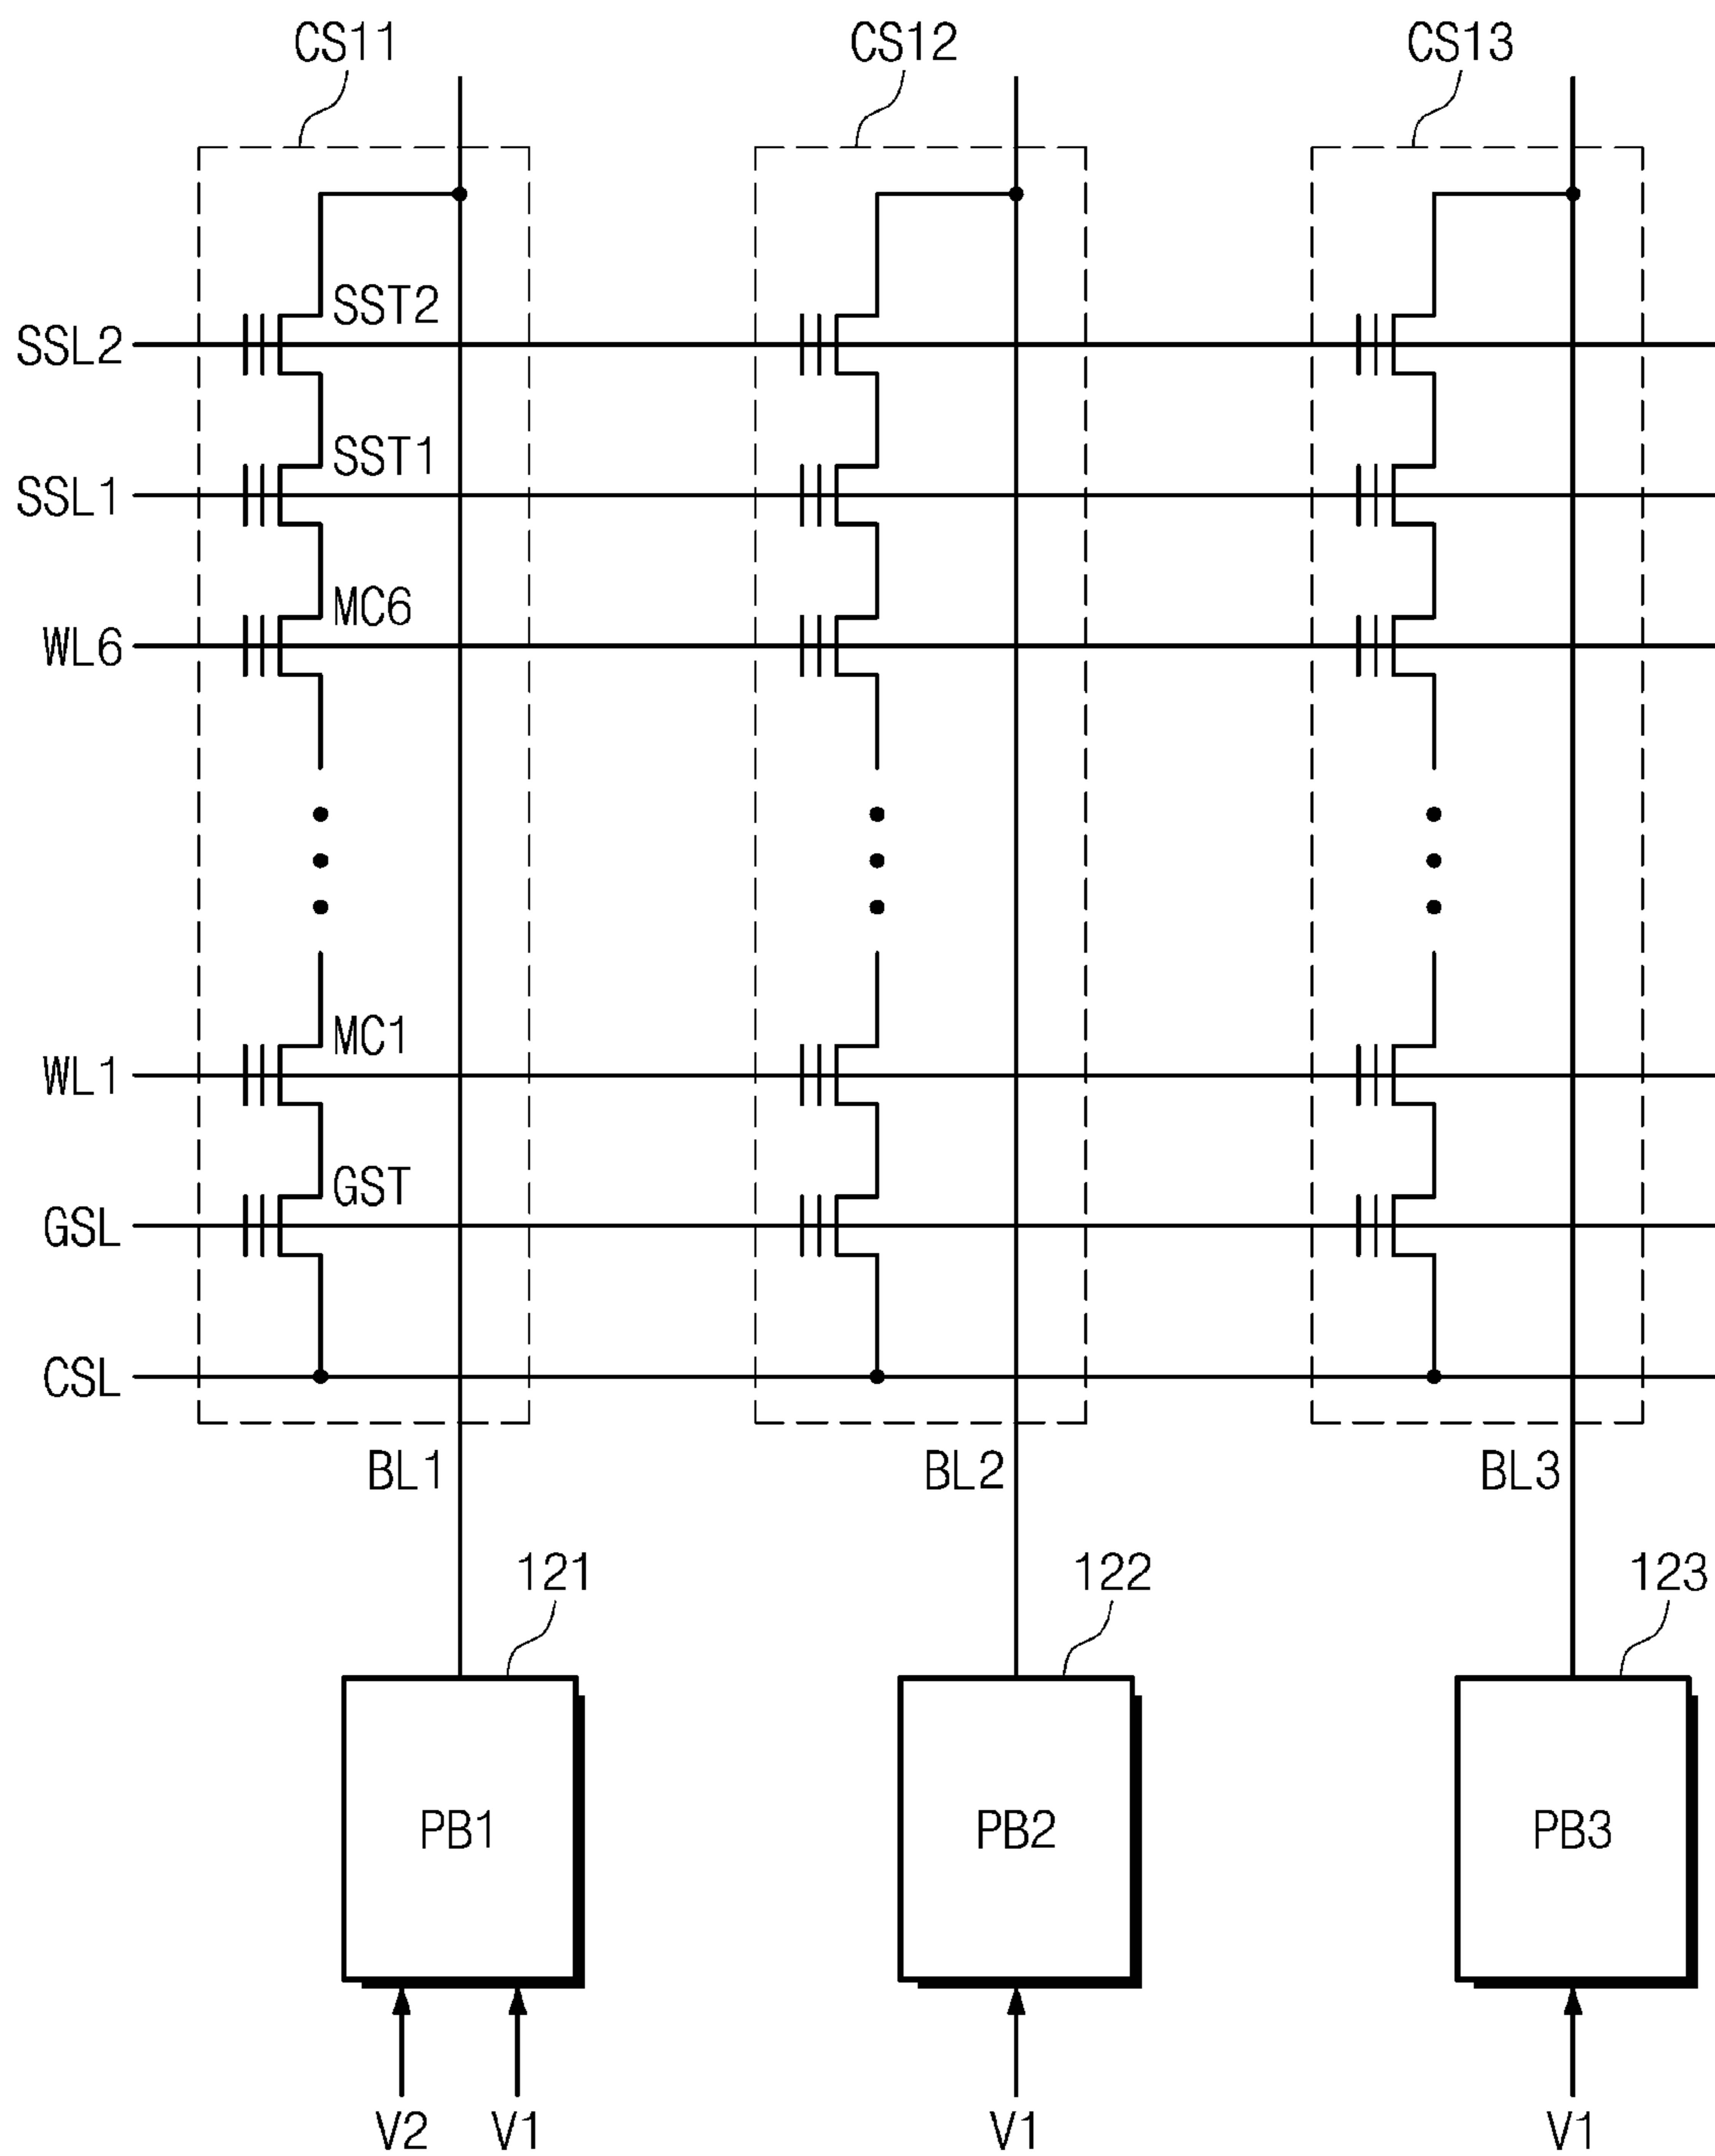 CS11 CS12 CS13
SST2
SSL2
SST1
SSL1
MC6
WL6
MC1
WL1
GST
GSL
CSL
BL1 BL2 BL3
121 122 123
PB1 PB2 PB3
V2 V1 V1 V1